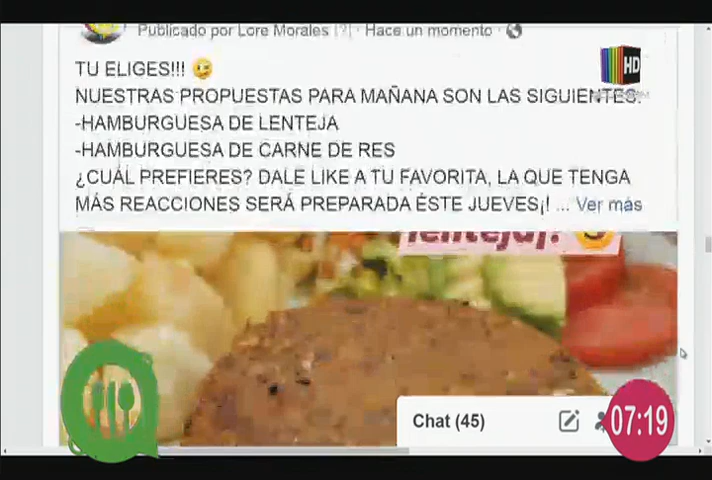 Publicado por Lore Morales [?] · Hace un momento ·
HD
TU ELIGES!!! 😉
NUESTRAS PROPUESTAS PARA MAÑANA SON LAS SIGUIENTES:
-HAMBURGUESA DE LENTEJA
-HAMBURGUESA DE CARNE DE RES
¿CUÁL PREFIERES? DALE LIKE A TU FAVORITA, LA QUE TENGA
MÁS REACCIONES SERÁ PREPARADA ÉSTE JUEVES¡! ... Ver más
lenteja¡!
Chat (45)
07:19